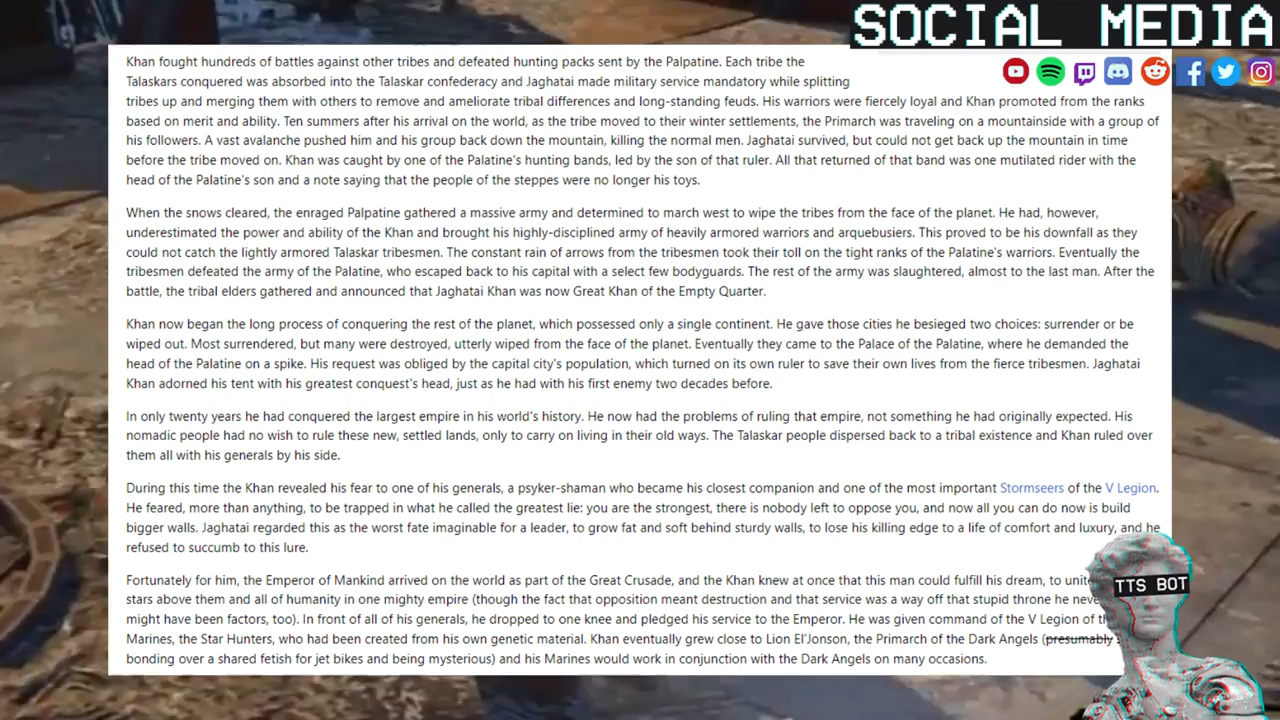 SOCIAL MEDIA
Khan fought hundreds of battles against other tribes and defeated hunting packs sent by the Palpatine. Each tribe the
Talaskars conquered was absorbed into the Talaskar confederacy and Jaghatai made military service mandatory while splitting
tribes up and merging them with others to remove and ameliorate tribal differences and long-standing feuds. His warriors were fiercely loyal and Khan promoted from the ranks
based on merit and ability. Ten summers after his arrival on the world, as the tribe moved to their winter settlements, the Primarch was traveling on a mountainside with a group of
his followers. A vast avalanche pushed him and his group back down the mountain, killing the normal men. Jaghatai survived, but could not get back up the mountain in time
before the tribe moved on. Khan was caught by one of the Palatine's hunting bands, led by the son of that ruler. All that returned of that band was one mutilated rider with the
head of the Palatine's son and a note saying that the people of the steppes were no longer his toys.
When the snows cleared, the enraged Palpatine gathered a massive army and determined to march west to wipe the tribes from the face of the planet. He had, however,
underestimated the power and ability of the Khan and brought his highly-disciplined army of heavily armored warriors and arquebusiers. This proved to be his downfall as they
could not catch the lightly armored Talaskar tribesmen. The constant rain of arrows from the tribesmen took their toll on the tight ranks of the Palatine's warriors. Eventually the
tribesmen defeated the army of the Palatine, who escaped back to his capital with a select few bodyguards. The rest of the army was slaughtered, almost to the last man. After the
battle, the tribal elders gathered and announced that Jaghatai Khan was now Great Khan of the Empty Quarter.
Khan now began the long process of conquering the rest of the planet, which possessed only a single continent. He gave those cities he besieged two choices: surrender or be
wiped out. Most surrendered, but many were destroyed, utterly wiped from the face of the planet. Eventually they came to the Palace of the Palatine, where he demanded the
head of the Palatine on a spike. His request was obliged by the capital city's population, which turned on its own ruler to save their own lives from the fierce tribesmen. Jaghatai
Khan adorned his tent with his greatest conquest's head, just as he had with his first enemy two decades before.
In only twenty years he had conquered the largest empire in his world's history. He now had the problems of ruling that empire, not something he had originally expected. His
nomadic people had no wish to rule these new, settled lands, only to carry on living in their old ways. The Talaskar people dispersed back to a tribal existence and Khan ruled over
them all with his generals by his side.
During this time the Khan revealed his fear to one of his generals, a psyker-shaman who became his closest companion and one of the most important Stormseers of the V Legion.
He feared, more than anything, to be trapped in what he called the greatest lie: you are the strongest, there is nobody left to oppose you, and now all you can do now is build
bigger walls. Jaghatai regarded this as the worst fate imaginable for a leader, to grow fat and soft behind sturdy walls, to lose his killing edge to a life of comfort and luxury, and he
refused to succumb to this lure.
Fortunately for him, the Emperor of Mankind arrived on the world as part of the Great Crusade, and the Khan knew at once that this man could fulfill his dream, to unite
stars above them and all of humanity in one mighty empire (though the fact that opposition meant destruction and that service was a way off that stupid throne he
might have been factors, too). In front of all of his generals, he dropped to one knee and pledged his service to the Emperor. He was given command of the V Legion of
Marines, the Star Hunters, who had been created from his own genetic material. Khan eventually grew close to Lion El'Jonson, the Primarch of the Dark Angels (presumably
bonding over a shared fetish for jet bikes and being mysterious) and his Marines would work in conjunction with the Dark Angels on many occasions.
TTS BOT